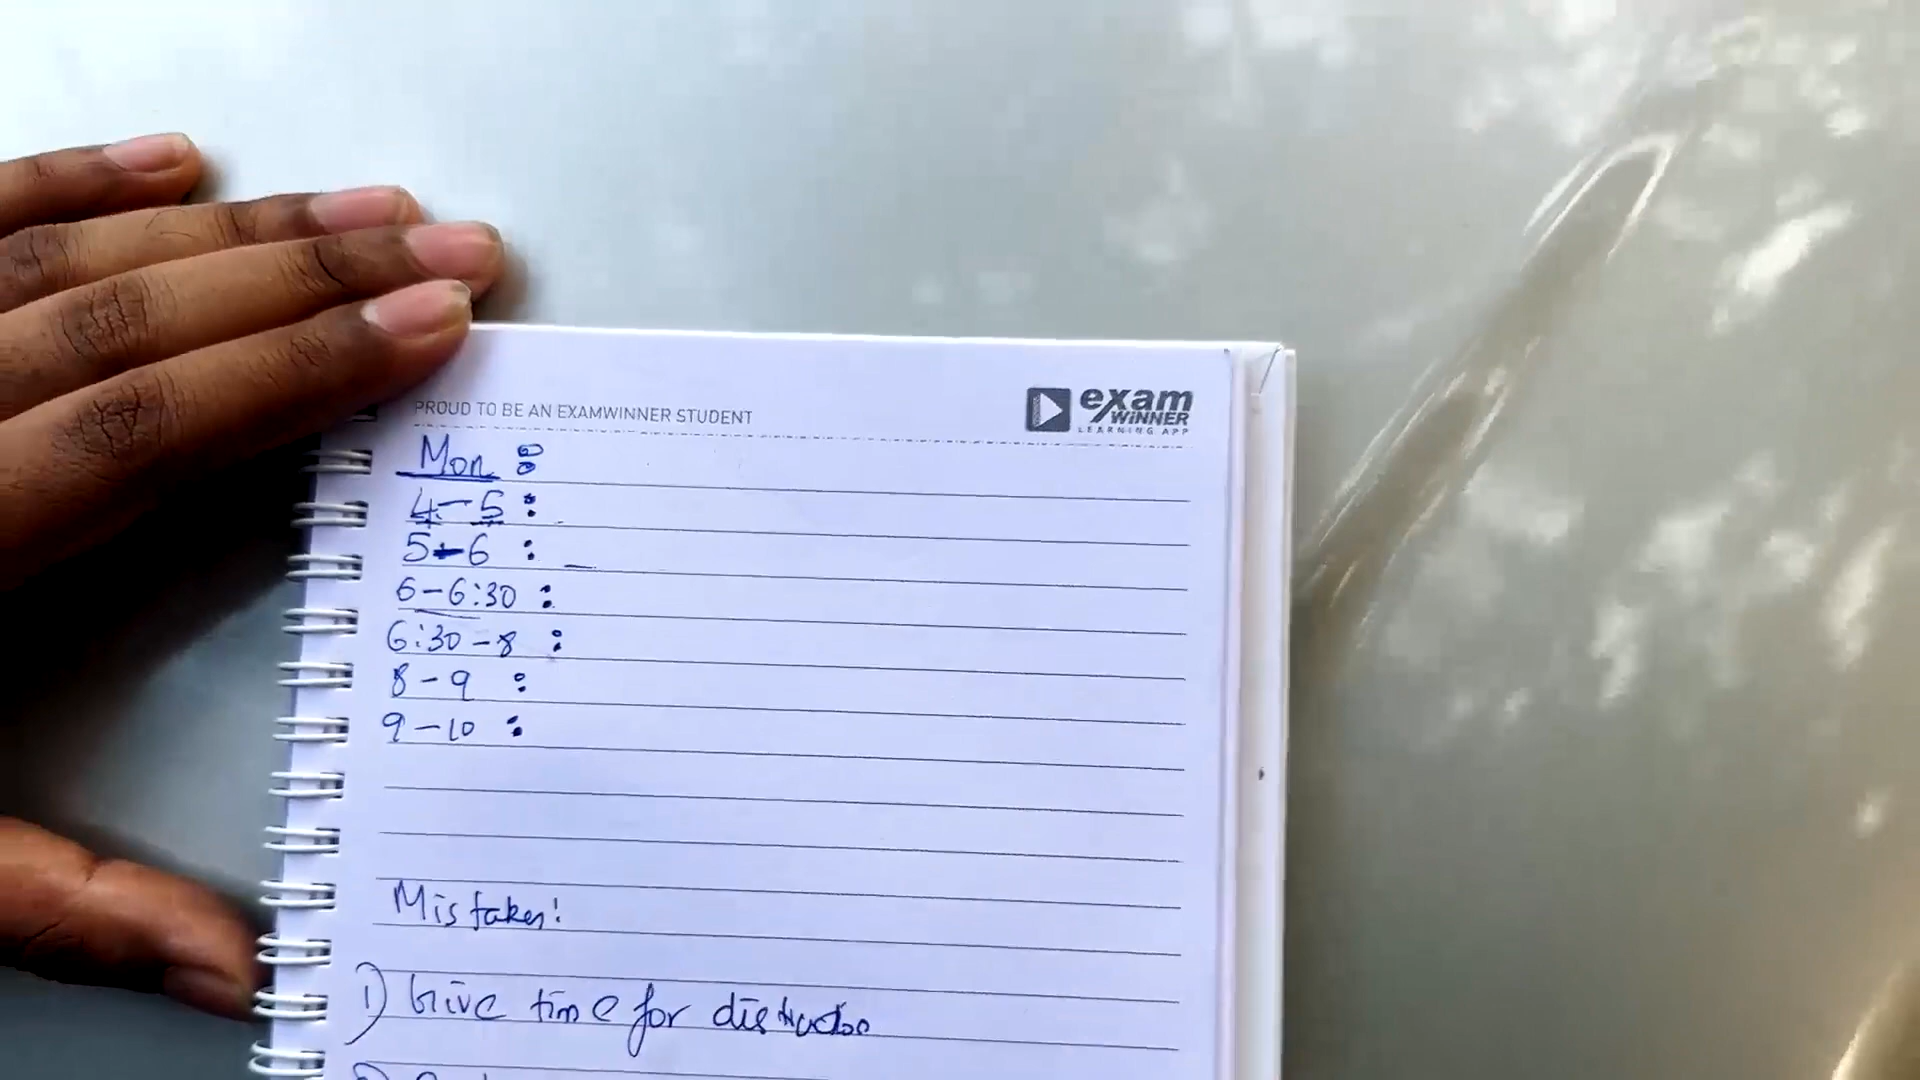 PROUD TO BE AN EXAMWINNER STUDENT
exam
WINNER
LEARNING APP
Mon :
4 - 5 :
5 - 6 : _
6 - 6:30 :
6:30 - 8 :
8 - 9 :
9 - 10 :
Mistakes!
1) Give time for distraction
2)